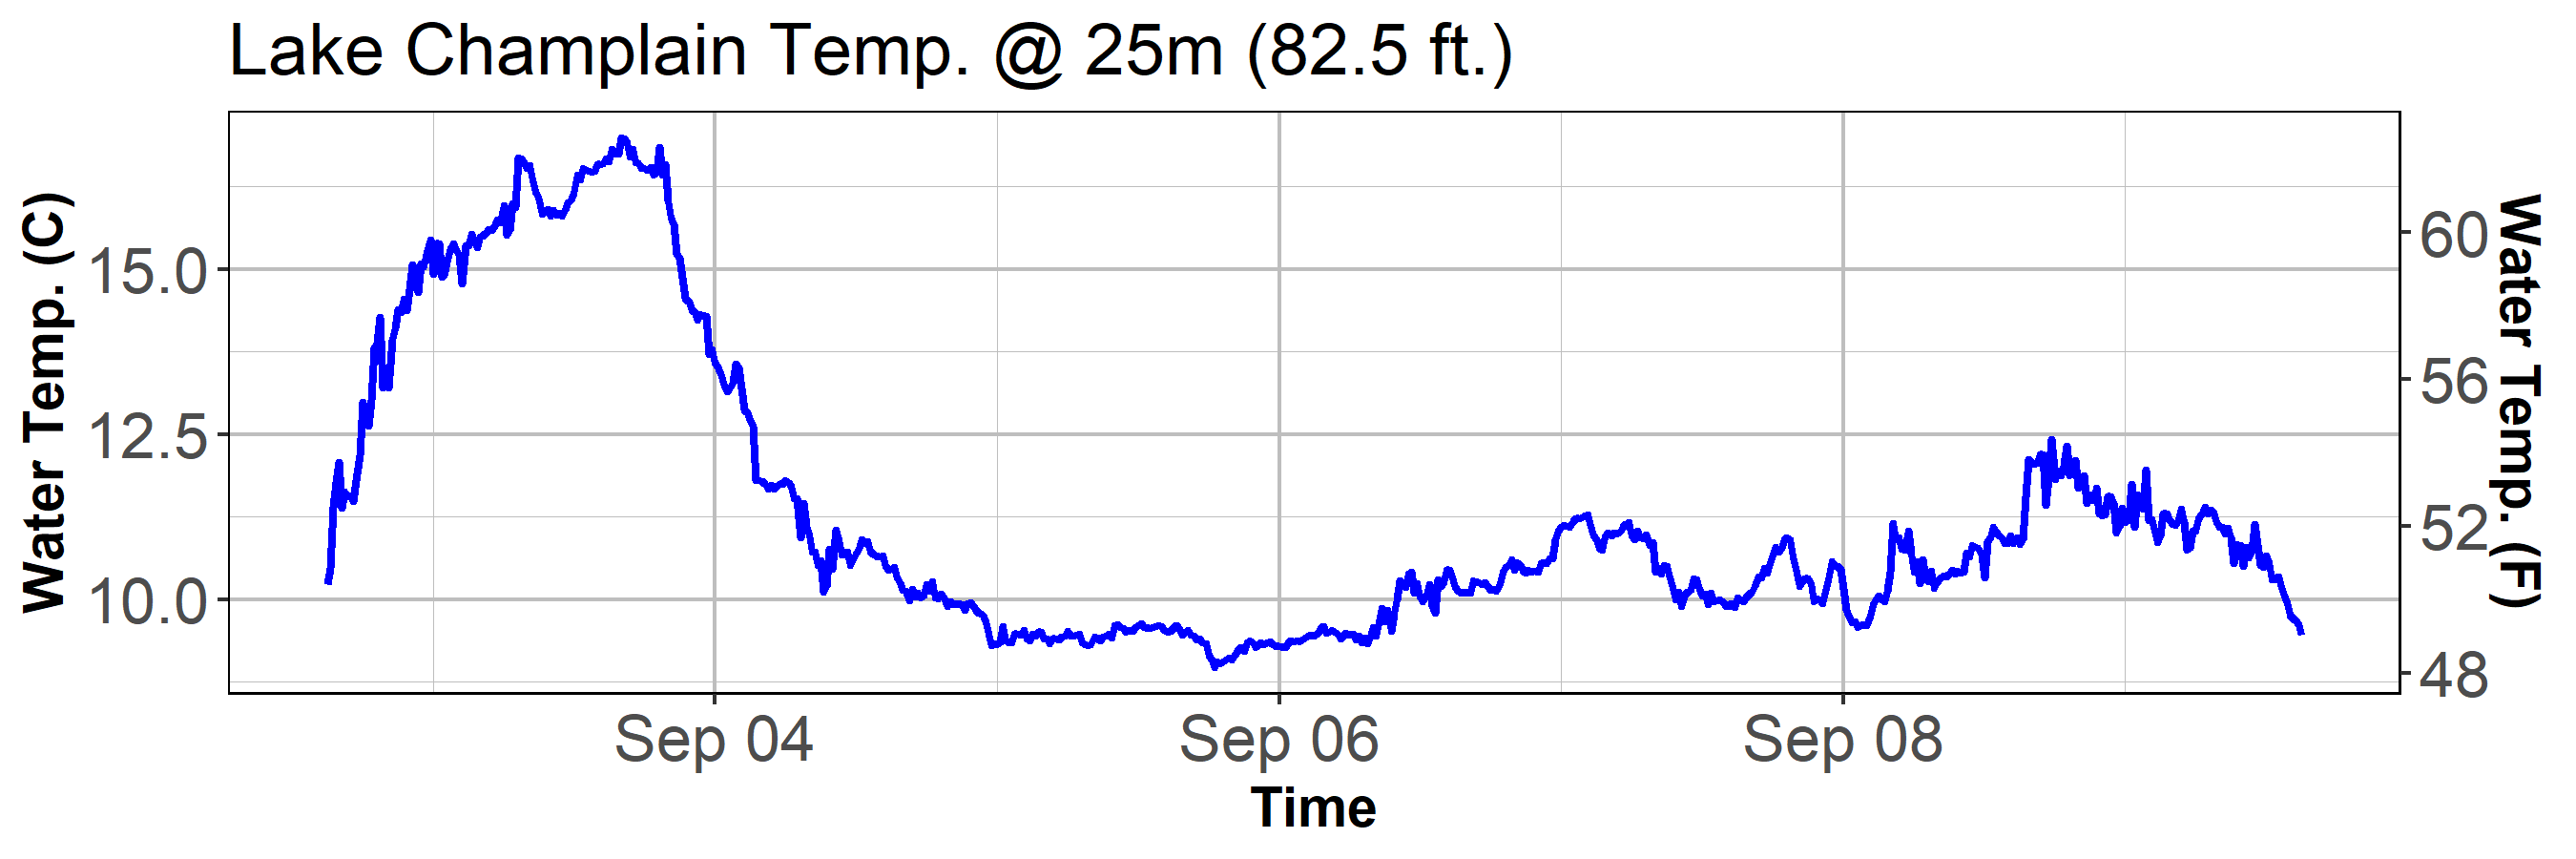 Lake Champlain Temp. @ 25m (82.5 ft.)
Water Temp. (C)
15.0
12.5
10.0
60
56
52
48
Water Temp. (F)
Sep 04
Sep 06
Sep 08
Time